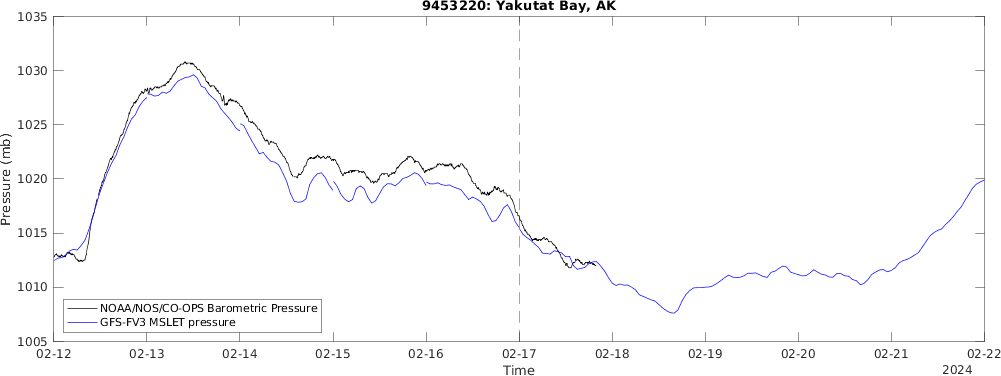 9453220: Yakutat Bay, AK
1035
1030
1025
1020
1015
1010
1005
Pressure (mb)
NOAA/NOS/CO-OPS Barometric Pressure
GFS-FV3 MSLET pressure
02-12 02-13 02-14 02-15 02-16 02-17 02-18 02-19 02-20 02-21 02-22
Time
2024